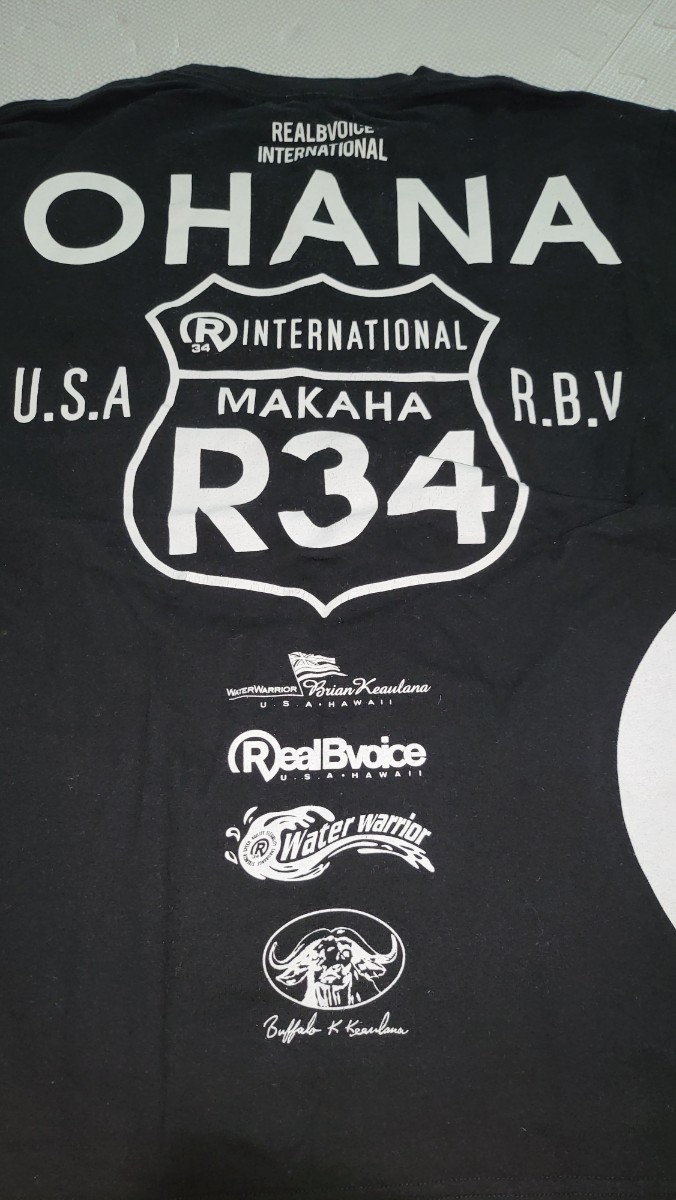 REALBVOICE
INTERNATIONAL
OHANA
R 34 INTERNATIONAL
U.S.A
MAKAHA
R.B.V
R34
WATERWARRIOR Brian Keaulana
U.S.A・HAWAII
RealBvoice
U.S.A・HAWAII
R
Water warrior
Buffalo K Keaulana